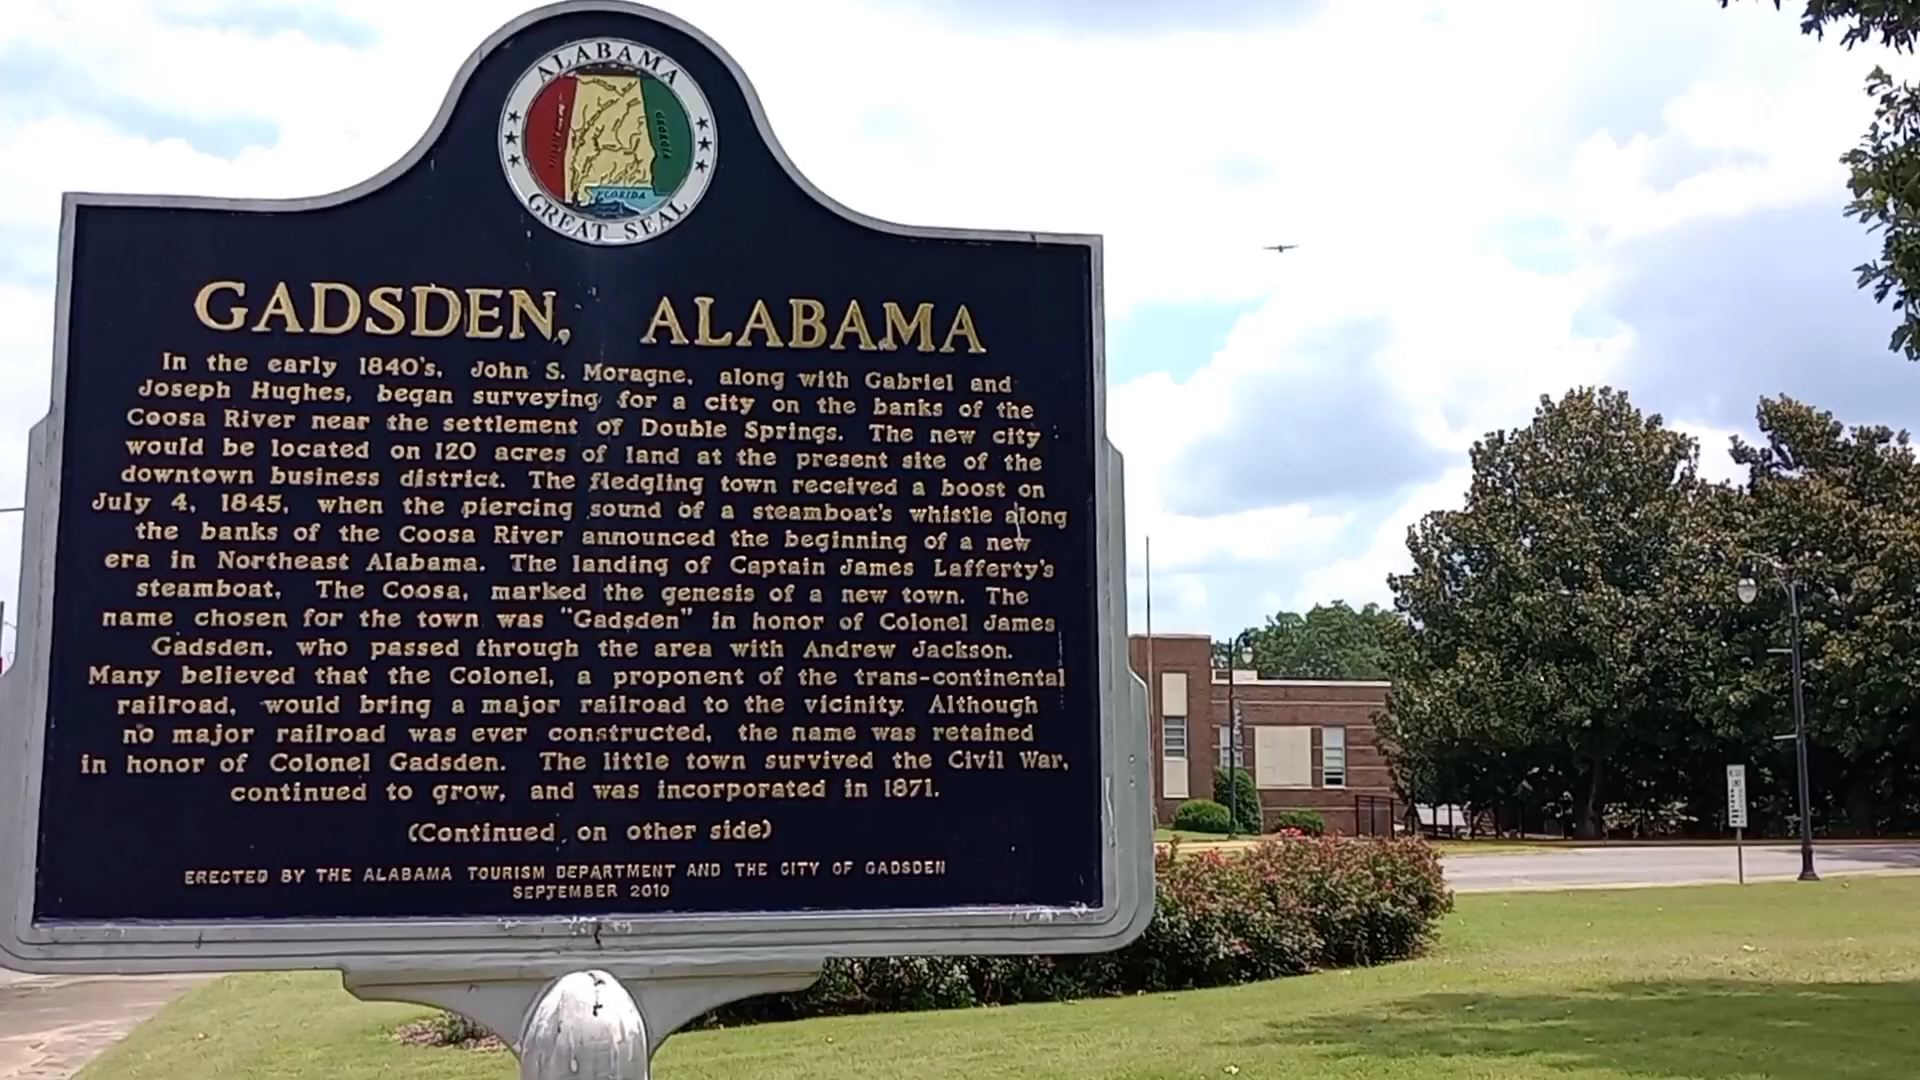 ALABAMA
GEORGIA
FLORIDA
GREAT SEAL
GADSDEN, ALABAMA
In the early 1840's, John S. Moragne, along with Gabriel and
Joseph Hughes, began surveying for a city on the banks of the
Coosa River near the settlement of Double Springs. The new city
would be located on 120 acres of land at the present site of the
downtown business district. The fledgling town received a boost on
July 4, 1845, when the piercing sound of a steamboat's whistle along
the banks of the Coosa River announced the beginning of a new
era in Northeast Alabama. The landing of Captain James Lafferty's
steamboat, The Coosa, marked the genesis of a new town. The
name chosen for the town was "Gadsden" in honor of Colonel James
Gadsden, who passed through the area with Andrew Jackson.
Many believed that the Colonel, a proponent of the trans-continental
railroad, would bring a major railroad to the vicinity. Although
no major railroad was ever constructed, the name was retained
in honor of Colonel Gadsden. The little town survived the Civil War,
continued to grow, and was incorporated in 1871.
(Continued on other side)
ERECTED BY THE ALABAMA TOURISM DEPARTMENT AND THE CITY OF GADSDEN
SEPTEMBER 2010